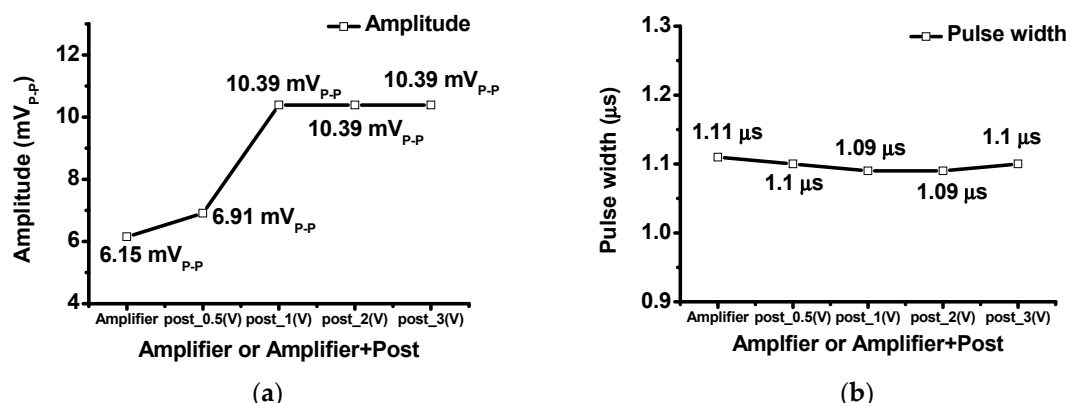 Amplitude
Amplitude (mVP-P)
12
10
8
6
4
10.39 mVP-P
10.39 mVP-P
10.39 mVP-P
6.91 mVP-P
6.15 mVP-P
Amplifier post_0.5(V) post_1(V) post_2(V) post_3(V)
Amplifier or Amplifier+Post
(a)
Pulse width
Pulse width (μs)
1.3
1.2
1.1
1.0
0.9
1.11 μs
1.1 μs
1.09 μs
1.09 μs
1.1 μs
Amplifier post_0.5(V) post_1(V) post_2(V) post_3(V)
Amplfier or Amplifier+Post
(b)